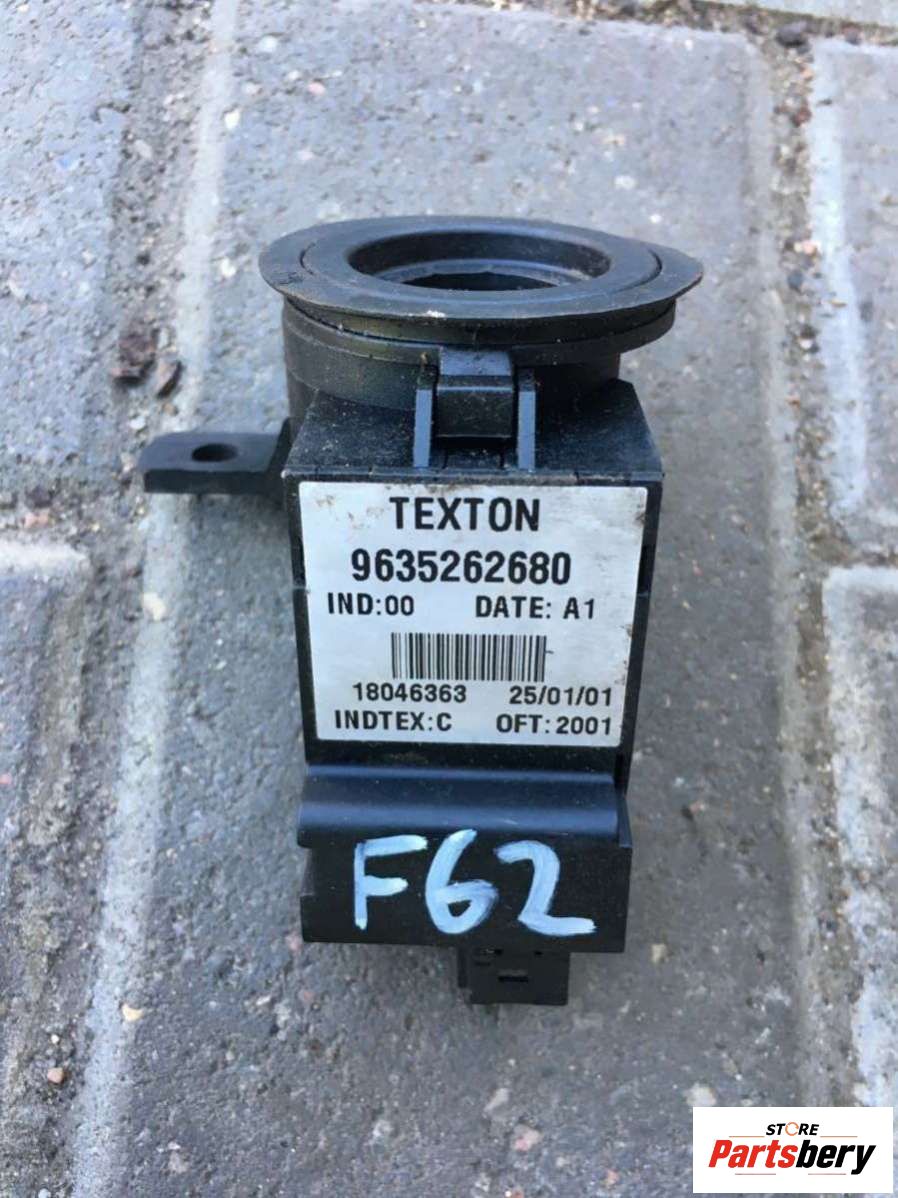 TEXTON
9635262680
IND:00 DATE: A1
18046363 25/01/01
INDTEX:C OFT:2001
F62
STORE
Partsbery